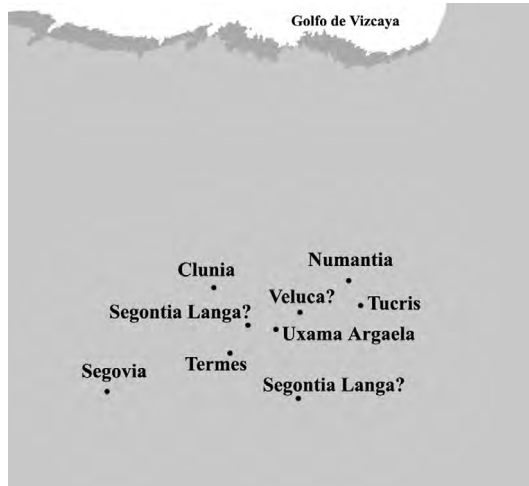 Golfo de Vizcaya
Numantia
Clunia
Veluca?
Tucris
Segontia Langa?
Uxama Argaela
Termes
Segovia
Segontia Langa?